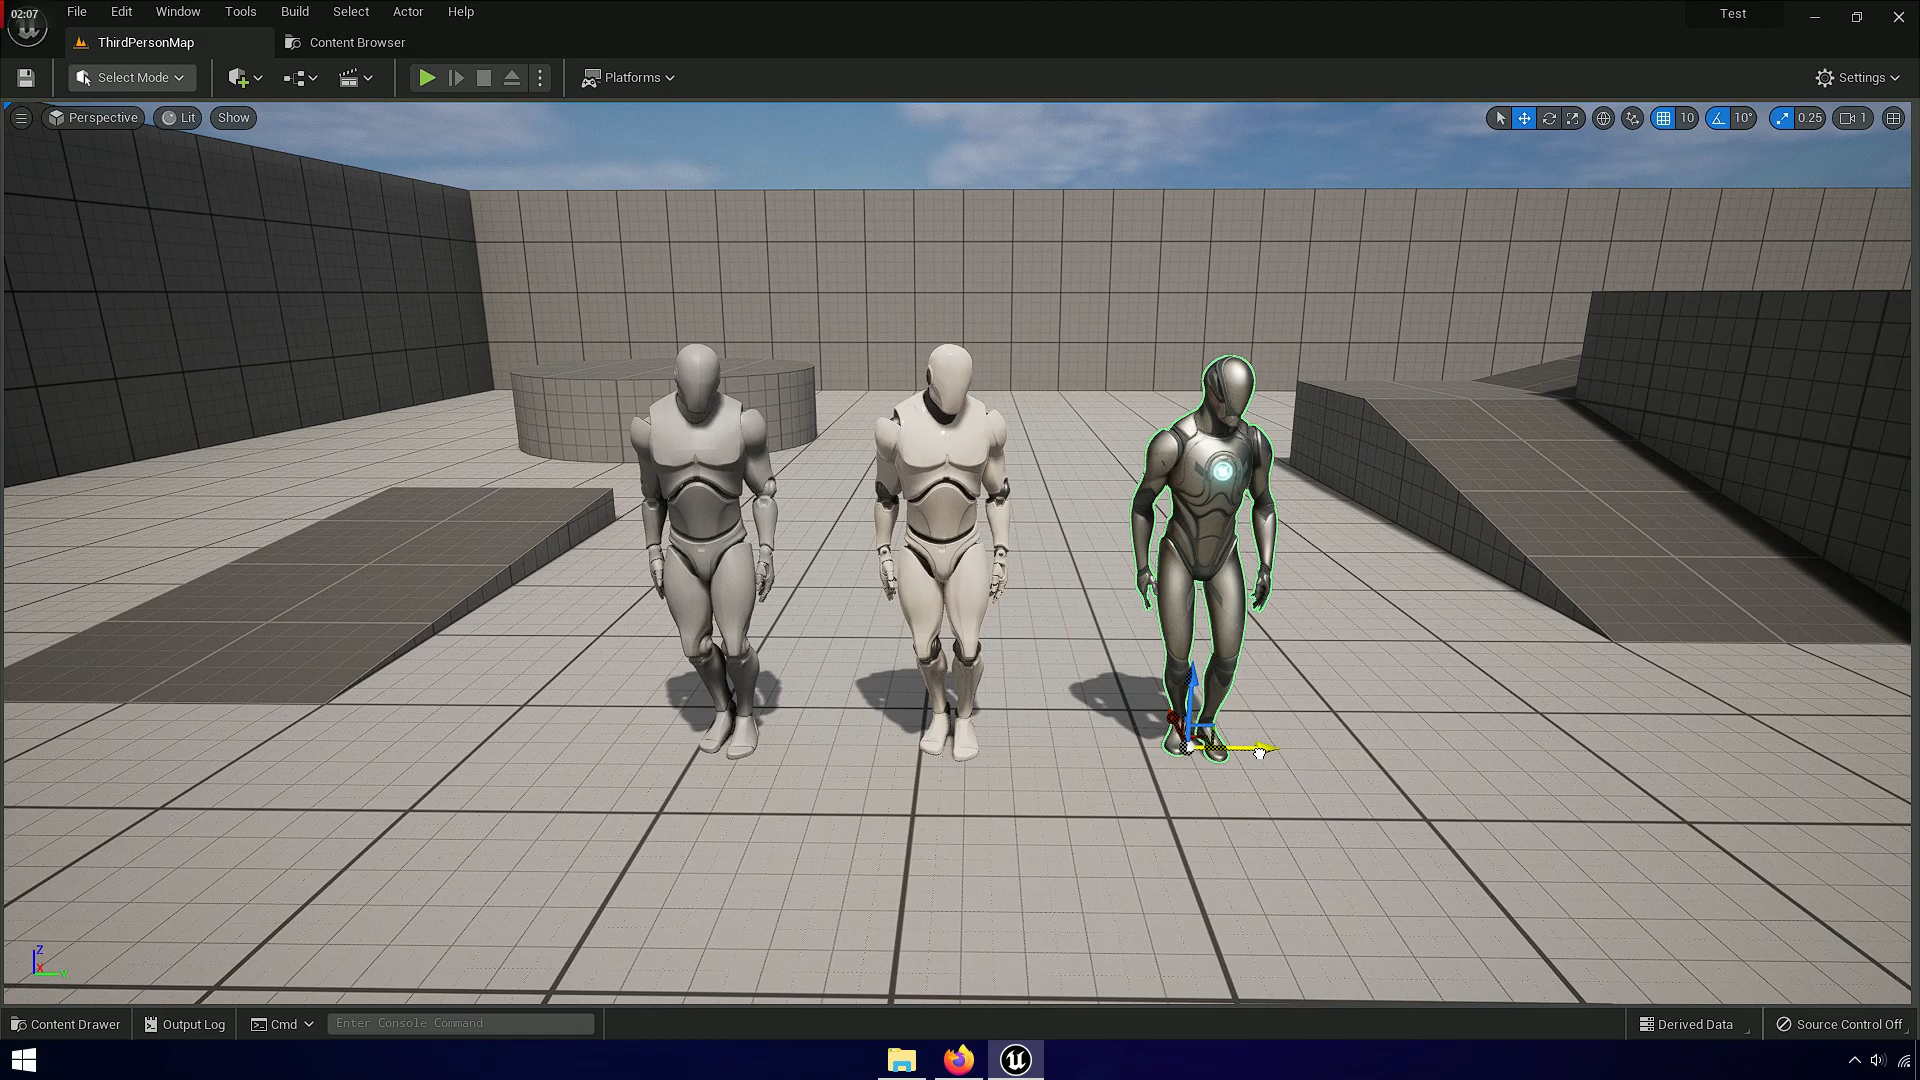 02:07
File Edit Window Tools Build Select Actor Help
Test
ThirdPersonMap
Content Browser
Select Mode
Platforms
Settings
Perspective
Lit
Show
10
10°
0.25
1
Z
X
Y
Content Drawer
Output Log
Cmd
Enter Console Command
Derived Data
Source Control Off